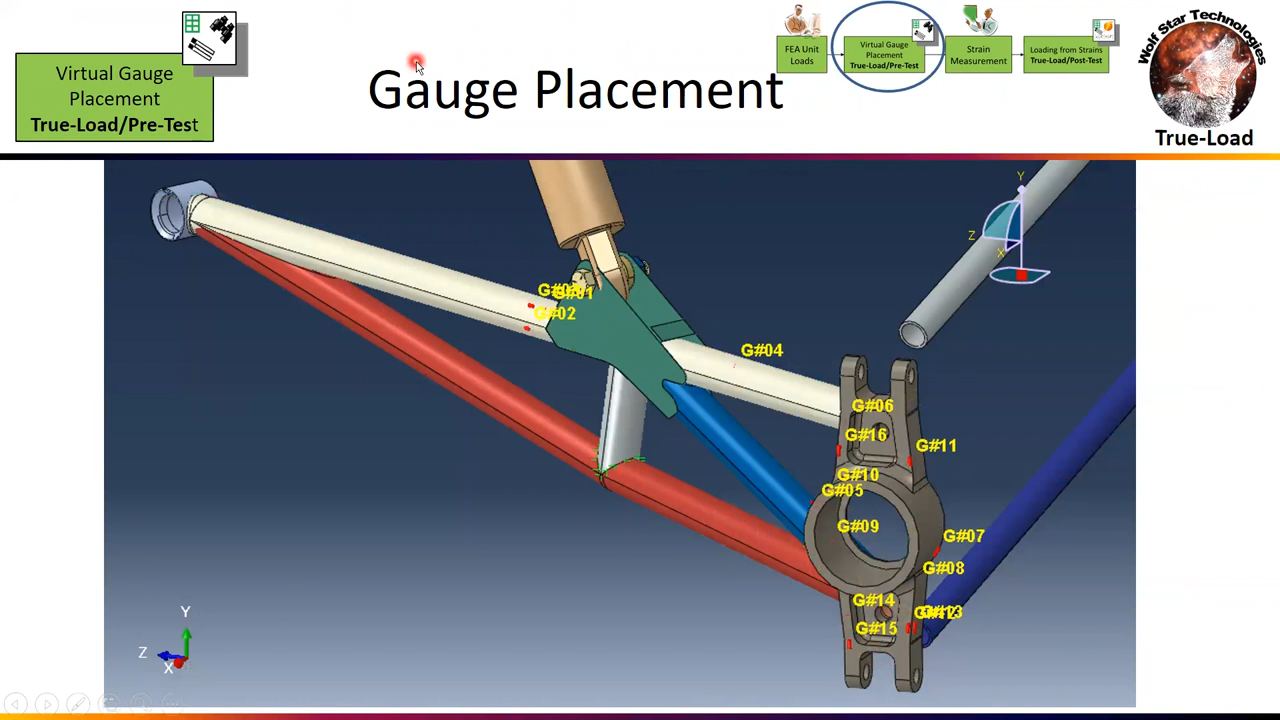 Virtual Gauge
Placement
True-Load/Pre-Test
Gauge Placement
FEA Unit
Loads
Virtual Gauge
Placement
True-Load/Pre-Test
Strain
Measurement
Loading from Strains
True-Load/Post-Test
Wolf Star Technologies
True-Load
Y
Z
X
G#01
G#02
G#04
G#06
G#16
G#11
G#10
G#05
G#09
G#07
G#08
G#14
G#13
G#15
Y
Z
X